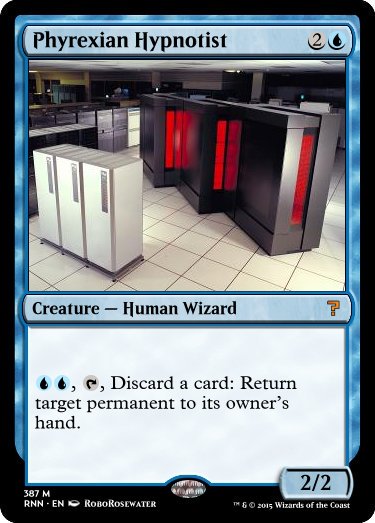 Phyrexian Hypnotist 2
Creature — Human Wizard
, , Discard a card: Return
target permanent to its owner's
hand.
2/2
387 M
RNN • EN RoboRosewater
™ & © 2015 Wizards of the Coast